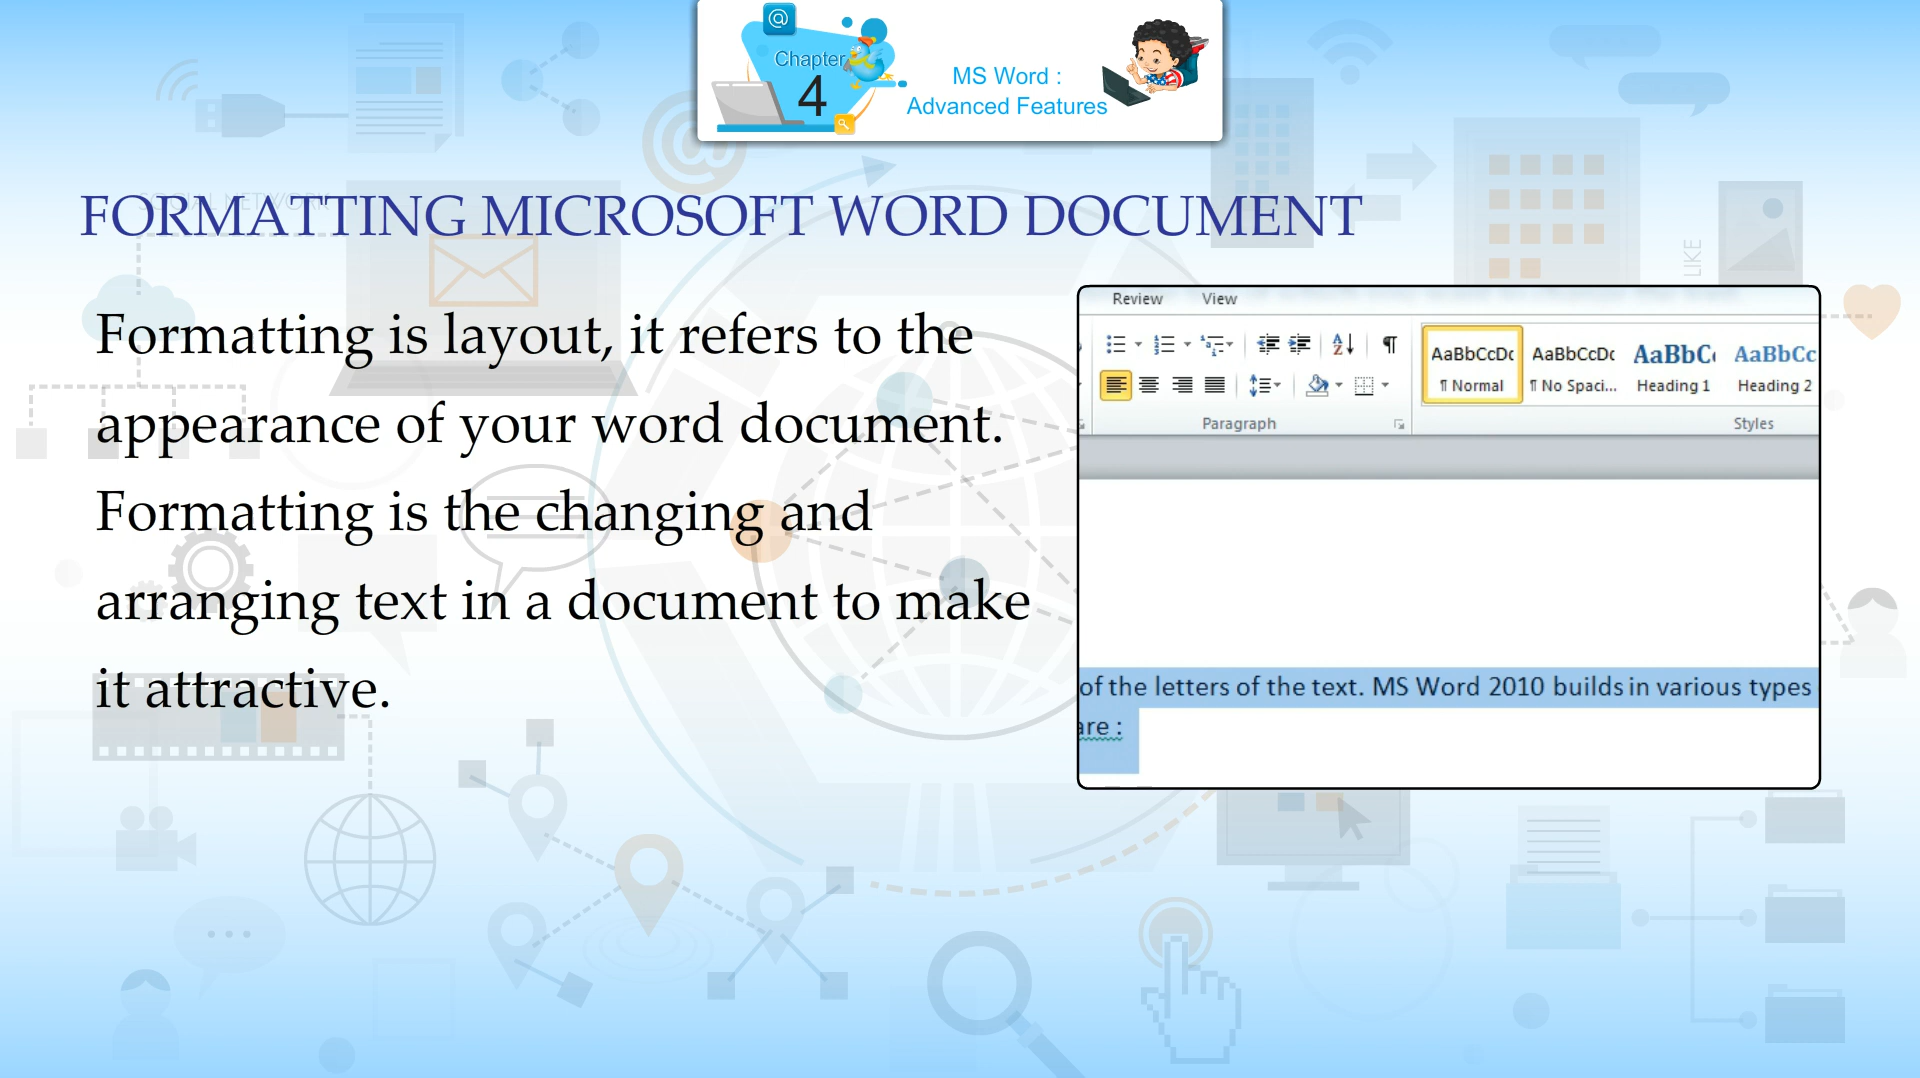 @
Chapter
4
MS Word :
Advanced Features
SOCIAL NETWORK
FORMATTING MICROSOFT WORD DOCUMENT
LIKE
Formatting is layout, it refers to the
appearance of your word document.
Formatting is the changing and
arranging text in a document to make
it attractive.
Review View
AaBbCcDc AaBbCcDc AaBbC AaBbCc
¶ Normal ¶ No Spaci... Heading 1 Heading 2
Paragraph Styles
of the letters of the text. MS Word 2010 builds in various types
are :